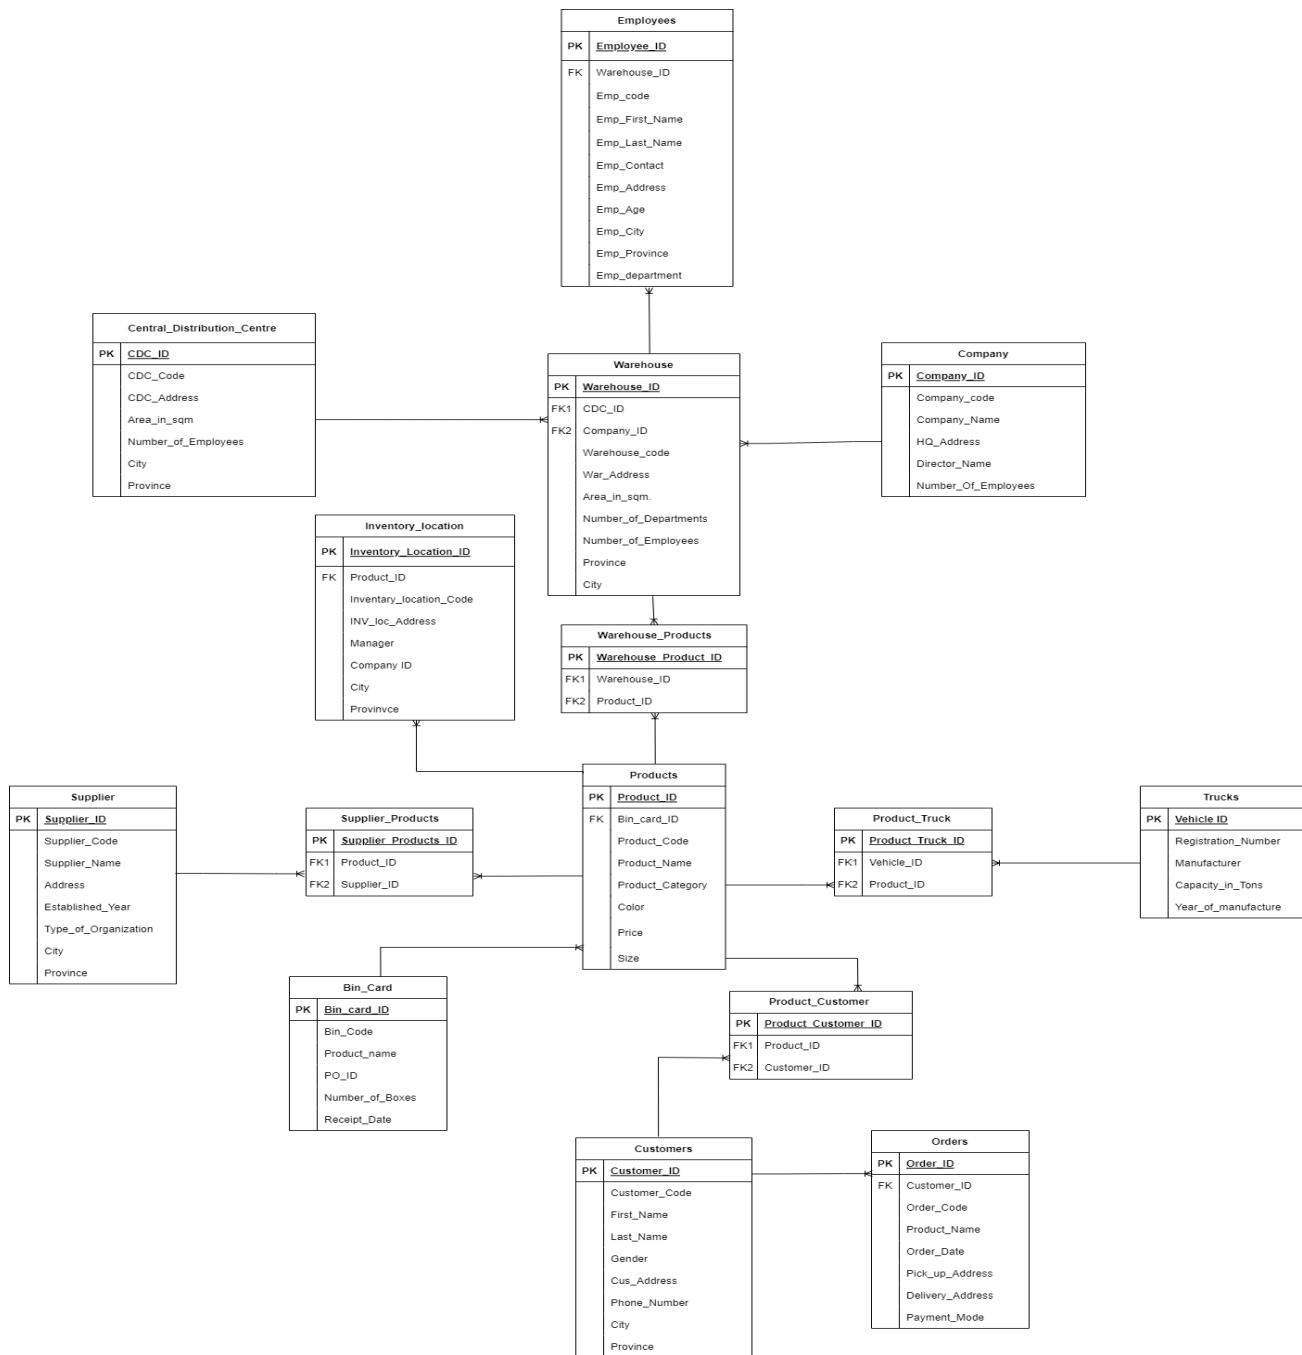 Employees
PK Employee_ID
FK Warehouse_ID
Emp_code
Emp_First_Name
Emp_Last_Name
Emp_Contact
Emp_Address
Emp_Age
Emp_City
Emp_Province
Emp_department
Central_Distribution_Centre
PK CDC_ID
CDC_Code
CDC_Address
Area_in_sqm
Number_of_Employees
City
Province
Warehouse
PK Warehouse_ID
FK1 CDC_ID
FK2 Company_ID
Warehouse_code
War_Address
Area_in_sqm.
Number_of_Departments
Number_of_Employees
Province
City
Company
PK Company_ID
Company_code
Company_Name
HQ_Address
Director_Name
Number_Of_Employees
Inventory_location
PK Inventory_Location_ID
FK Product_ID
Inventary_location_Code
INV_loc_Address
Manager
Company ID
City
Provinvce
Warehouse_Products
PK Warehouse_Product_ID
FK1 Warehouse_ID
FK2 Product_ID
Supplier
PK Supplier_ID
Supplier_Code
Supplier_Name
Address
Established_Year
Type_of_Organization
City
Province
Supplier_Products
PK Supplier_Products_ID
FK1 Product_ID
FK2 Supplier_ID
Products
PK Product_ID
FK Bin_card_ID
Product_Code
Product_Name
Product_Category
Color
Price
Size
Product_Truck
PK Product_Truck_ID
FK1 Vehicle_ID
FK2 Product_ID
Trucks
PK Vehicle ID
Registration_Number
Manufacturer
Capacity_in_Tons
Year_of_manufacture
Bin_Card
PK Bin_card_ID
Bin_Code
Product_name
PO_ID
Number_of_Boxes
Receipt_Date
Product_Customer
PK Product_Customer_ID
FK1 Product_ID
FK2 Customer_ID
Customers
PK Customer_ID
Customer_Code
First_Name
Last_Name
Gender
Cus_Address
Phone_Number
City
Province
Orders
PK Order_ID
FK Customer_ID
Order_Code
Product_Name
Order_Date
Pick_up_Address
Delivery_Address
Payment_Mode